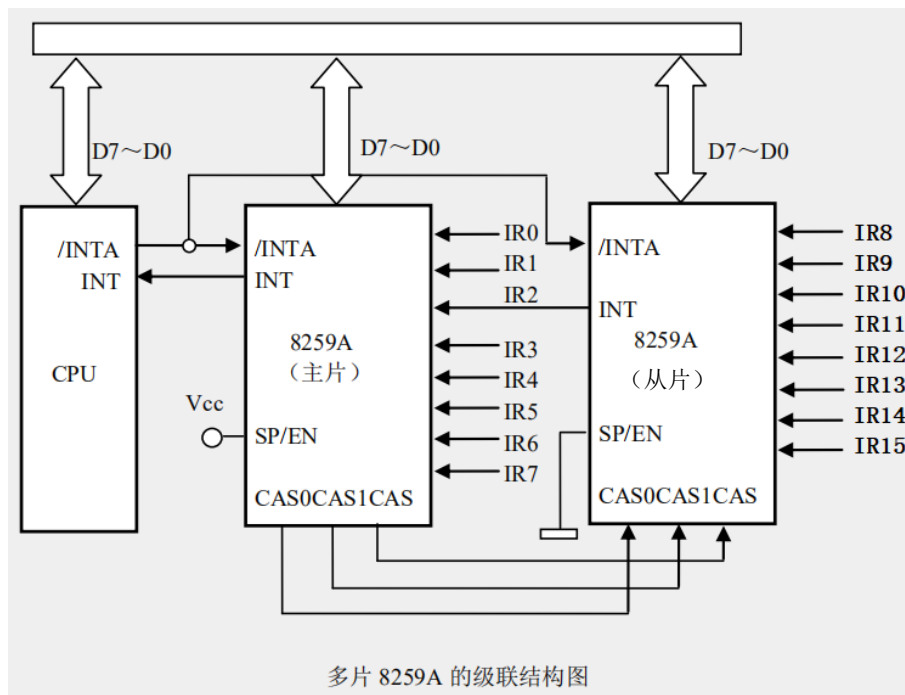 D7～D0
D7～D0
D7～D0
/INTA
INT
CPU
/INTA
INT
8259A
（主片）
Vcc
SP/EN
CAS0CAS1CAS
IR0
IR1
IR2
IR3
IR4
IR5
IR6
IR7
/INTA
INT
8259A
（从片）
SP/EN
CAS0CAS1CAS
IR8
IR9
IR10
IR11
IR12
IR13
IR14
IR15
多片 8259A 的级联结构图